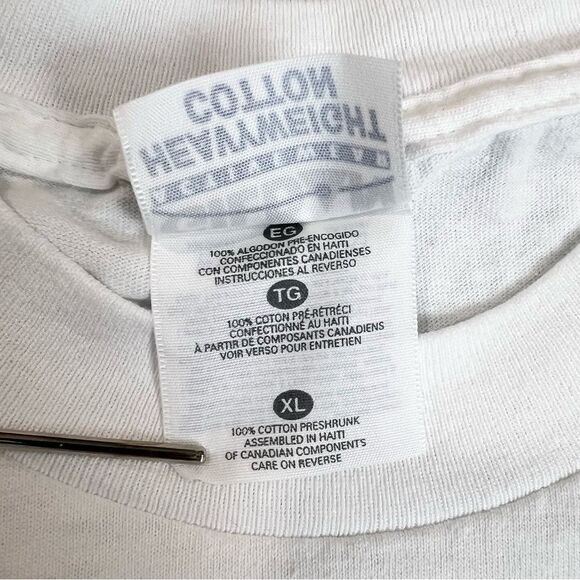 COTTON
HEAVYWEIGHT
EG
100% ALGODON PRE-ENCOGIDO
CONFECCIONADO EN HAITI
CON COMPONENTES CANADIENSES
INSTRUCCIONES AL REVERSO
TG
100% COTON PRÉ-RÉTRÉCI
CONFECTIONNÉ AU HAITI
À PARTIR DE COMPOSANTS CANADIENS
VOIR VERSO POUR ENTRETIEN
XL
100% COTTON PRESHRUNK
ASSEMBLED IN HAITI
OF CANADIAN COMPONENTS
CARE ON REVERSE